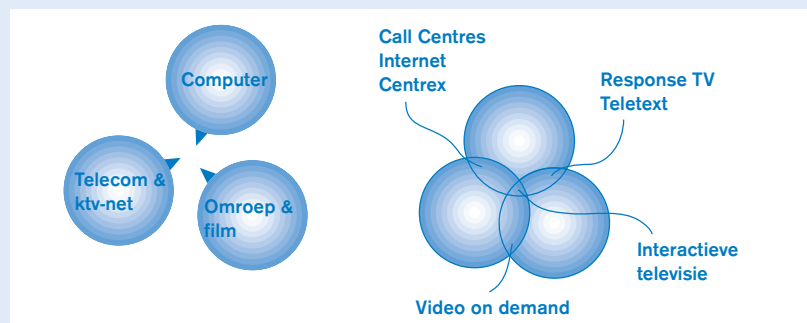 Computer
Telecom &
ktv-net
Omroep &
film
Call Centres
Internet
Centrex
Response TV
Teletext
Interactieve
televisie
Video on demand